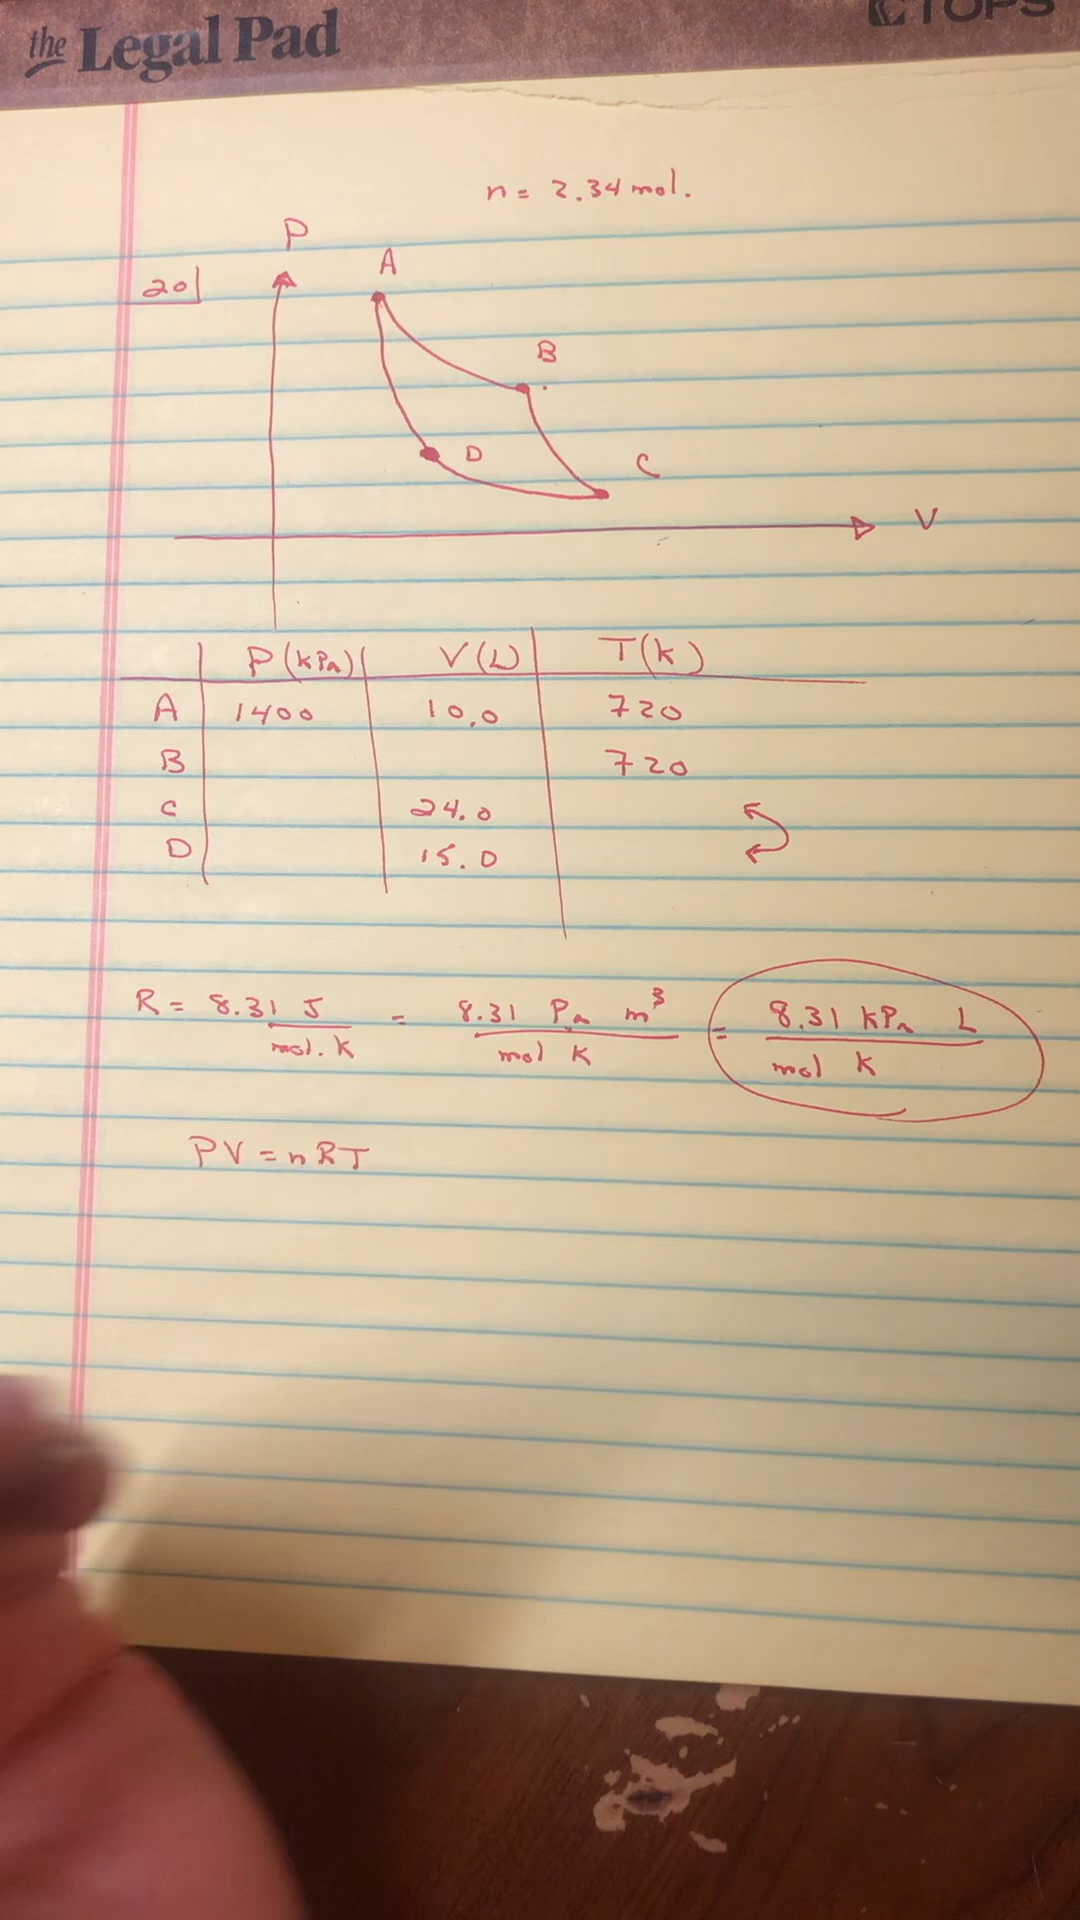 the Legal Pad
TOPS
n = 2.34 mol.
P
A
20
B
D
C
V
P (kPa) V (L) T (K)
A 1400 10.0 720
B 720
C 24.0
D 15.0
R = 8.31 J / mol. K = 8.31 Pa m³ / mol K = 8.31 kPa L / mol K
PV = nRT